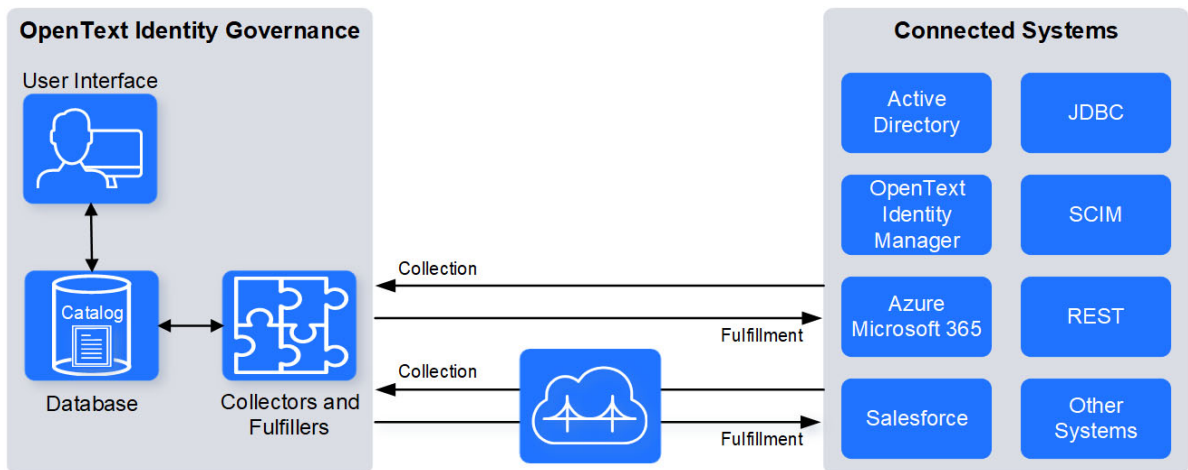 OpenText Identity Governance
User Interface
Catalog
Database
Collectors and
Fulfillers
Collection
Fulfillment
Collection
Fulfillment
Connected Systems
Active
Directory
JDBC
OpenText
Identity
Manager
SCIM
Azure
Microsoft 365
REST
Salesforce
Other
Systems